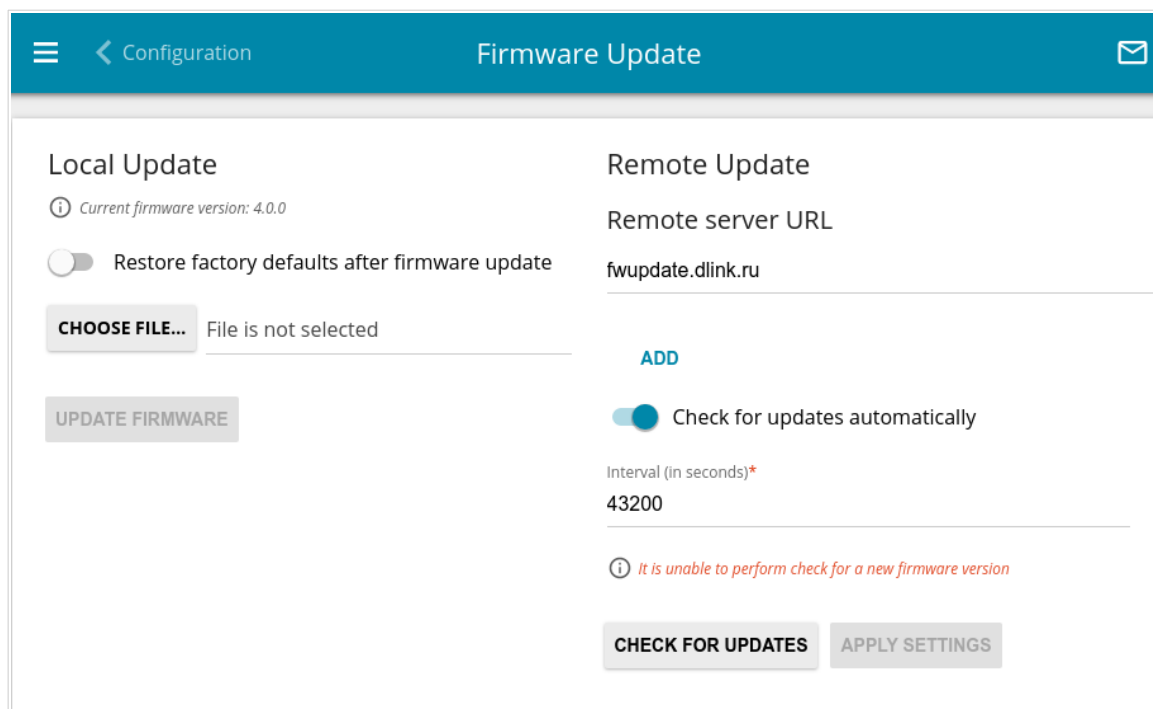 Configuration
Firmware Update
Local Update
Current firmware version: 4.0.0
Restore factory defaults after firmware update
CHOOSE FILE...
File is not selected
UPDATE FIRMWARE
Remote Update
Remote server URL
fwupdate.dlink.ru
ADD
Check for updates automatically
Interval (in seconds)*
43200
It is unable to perform check for a new firmware version
CHECK FOR UPDATES
APPLY SETTINGS